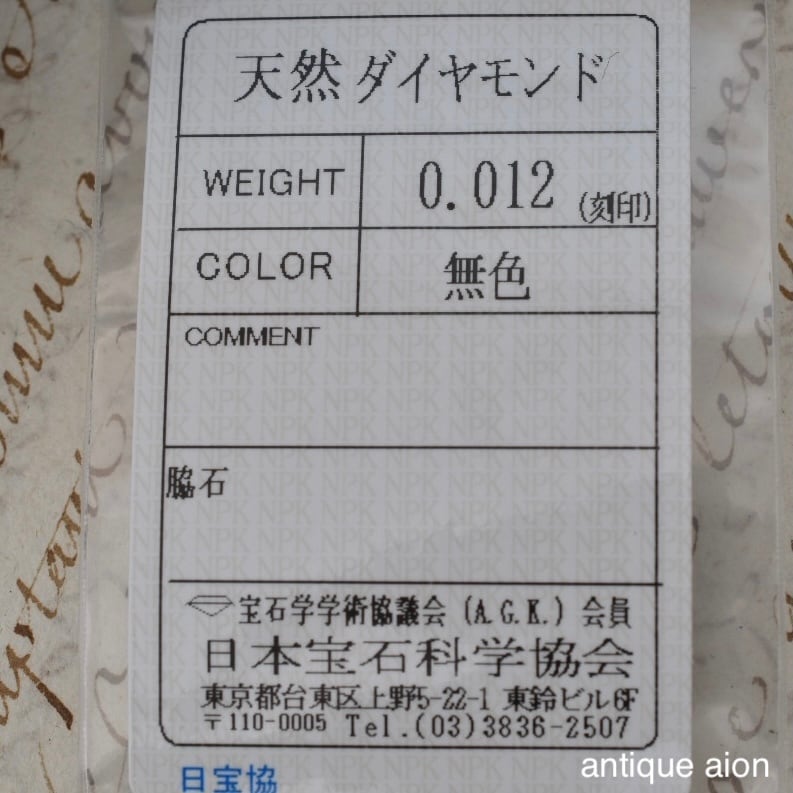 天然ダイヤモンド
WEIGHT 0.012 (刻印)
COLOR 無色
COMMENT
脇石
宝石学学術協議会 (A.G.K.) 会員
日本宝石科学協会
東京都台東区上野5-22-1 東鈴ビル6F
〒110-0005 Tel.(03)3836-2507
日宝協
antique aion